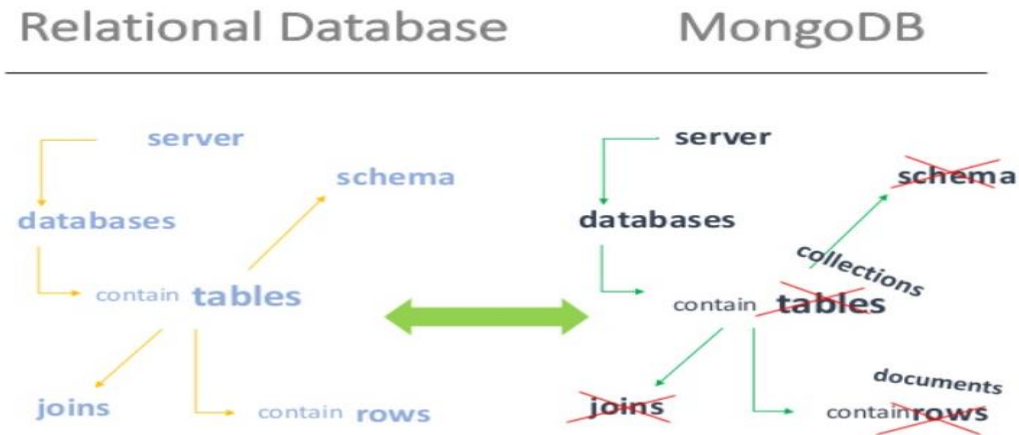 Relational Database
MongoDB
server
schema
databases
contain tables
joins
contain rows
server
schema
databases
collections
contain tables
documents
joins
contain rows